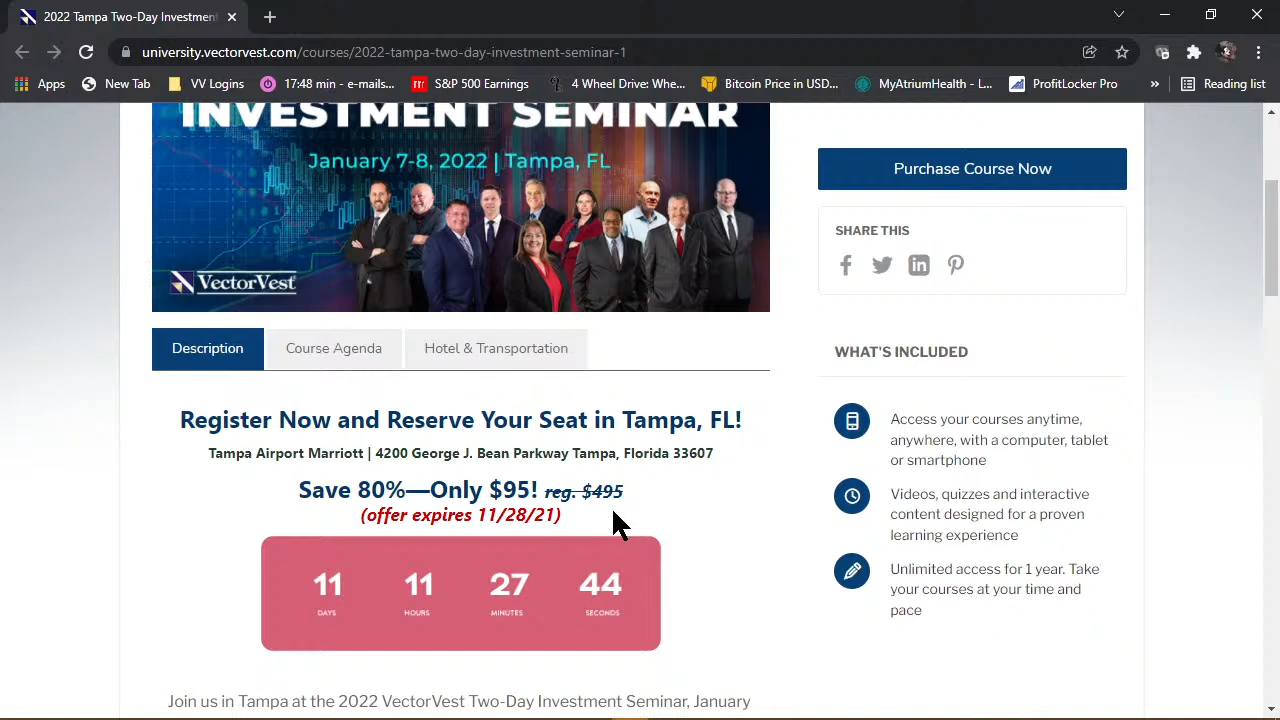 2022 Tampa Two-Day Investment
university.vectorvest.com/courses/2022-tampa-two-day-investment-seminar-1
Apps
New Tab
VV Logins
17:48 min - e-mails...
S&P 500 Earnings
4 Wheel Drive: Whe...
Bitcoin Price in USD...
MyAtriumHealth - L...
ProfitLocker Pro
»
Reading list
INVESTMENT SEMINAR
January 7-8, 2022 | Tampa, FL
VectorVest
Purchase Course Now
SHARE THIS
Description
Course Agenda
Hotel & Transportation
Register Now and Reserve Your Seat in Tampa, FL!
Tampa Airport Marriott | 4200 George J. Bean Parkway Tampa, Florida 33607
Save 80%—Only $95! reg. $495
(offer expires 11/28/21)
11 11 27 44
DAYS HOURS MINUTES SECONDS
Join us in Tampa at the 2022 VectorVest Two-Day Investment Seminar, January
WHAT'S INCLUDED
Access your courses anytime,
anywhere, with a computer, tablet
or smartphone
Videos, quizzes and interactive
content designed for a proven
learning experience
Unlimited access for 1 year. Take
your courses at your time and
pace